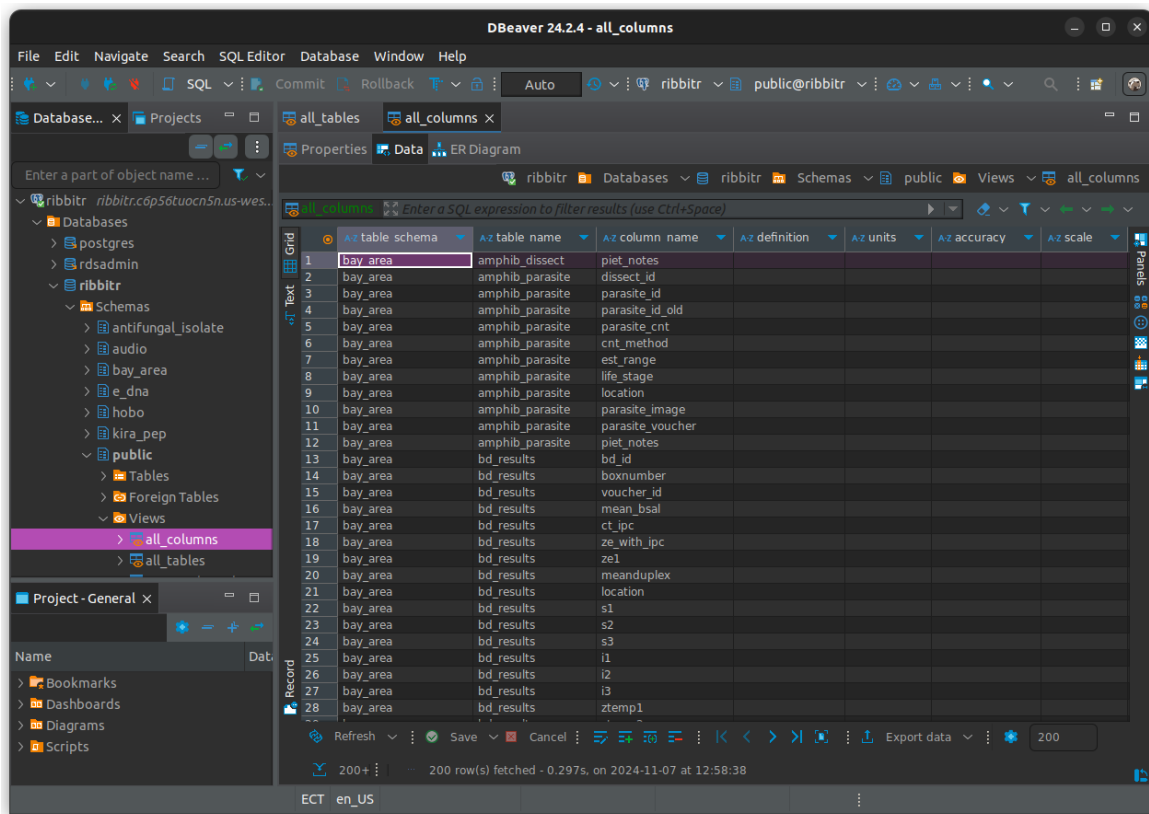 DBeaver 24.2.4 - all_columns
File Edit Navigate Search SQL Editor Database Window Help
SQL Commit Rollback Auto ribbitr public@ribbitr
Database... Projects
Enter a part of object name ...
ribbitr ribbitr.c6p56tuocn5n.us-wes...
Databases
postgres
rdsadmin
ribbitr
Schemas
antifungal_isolate
audio
bay_area
e_dna
hobo
kira_pep
public
Tables
Foreign Tables
Views
all_columns
all_tables
Project - General
Name Data
Bookmarks
Dashboards
Diagrams
Scripts
all_tables all_columns
Properties Data ER Diagram
ribbitr Databases ribbitr Schemas public Views all_columns
all_columns Enter a SQL expression to filter results (use Ctrl+Space)
Grid
Text
Record
Panels
A-Z table schema A-Z table name A-Z column name A-Z definition A-Z units A-Z accuracy A-Z scale
1 bay_area amphib_dissect piet_notes
2 bay_area amphib_parasite dissect_id
3 bay_area amphib_parasite parasite_id
4 bay_area amphib_parasite parasite_id_old
5 bay_area amphib_parasite parasite_cnt
6 bay_area amphib_parasite cnt_method
7 bay_area amphib_parasite est_range
8 bay_area amphib_parasite life_stage
9 bay_area amphib_parasite location
10 bay_area amphib_parasite parasite_image
11 bay_area amphib_parasite parasite_voucher
12 bay_area amphib_parasite piet_notes
13 bay_area bd_results bd_id
14 bay_area bd_results boxnumber
15 bay_area bd_results voucher_id
16 bay_area bd_results mean_bsal
17 bay_area bd_results ct_ipc
18 bay_area bd_results ze_with_ipc
19 bay_area bd_results ze1
20 bay_area bd_results meanduplex
21 bay_area bd_results location
22 bay_area bd_results s1
23 bay_area bd_results s2
24 bay_area bd_results s3
25 bay_area bd_results i1
26 bay_area bd_results i2
27 bay_area bd_results i3
28 bay_area bd_results ztemp1
Refresh Save Cancel Export data 200
200+ 200 row(s) fetched - 0.297s, on 2024-11-07 at 12:58:38
ECT en_US